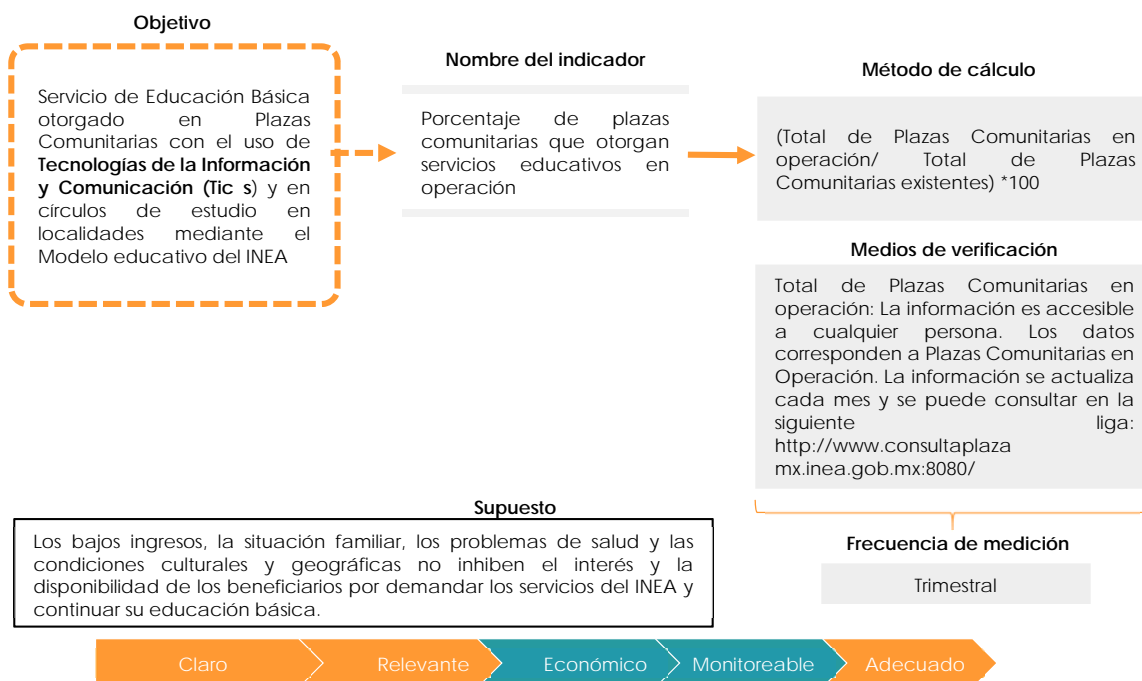 Objetivo
Servicio de Educación Básica
otorgado en Plazas
Comunitarias con el uso de
Tecnologías de la Información
y Comunicación (Tic s) y en
círculos de estudio en
localidades mediante el
Modelo educativo del INEA
Nombre del indicador
Porcentaje de plazas
comunitarias que otorgan
servicios educativos en
operación
Método de cálculo
(Total de Plazas Comunitarias en
operación/ Total de Plazas
Comunitarias existentes) *100
Medios de verificación
Total de Plazas Comunitarias en
operación: La información es accesible
a cualquier persona. Los datos
corresponden a Plazas Comunitarias en
Operación. La información se actualiza
cada mes y se puede consultar en la
siguiente liga:
http://www.consultaplaza
mx.inea.gob.mx:8080/
Supuesto
Los bajos ingresos, la situación familiar, los problemas de salud y las
condiciones culturales y geográficas no inhiben el interés y la
disponibilidad de los beneficiarios por demandar los servicios del INEA y
continuar su educación básica.
Frecuencia de medición
Trimestral
Claro Relevante Económico Monitoreable Adecuado